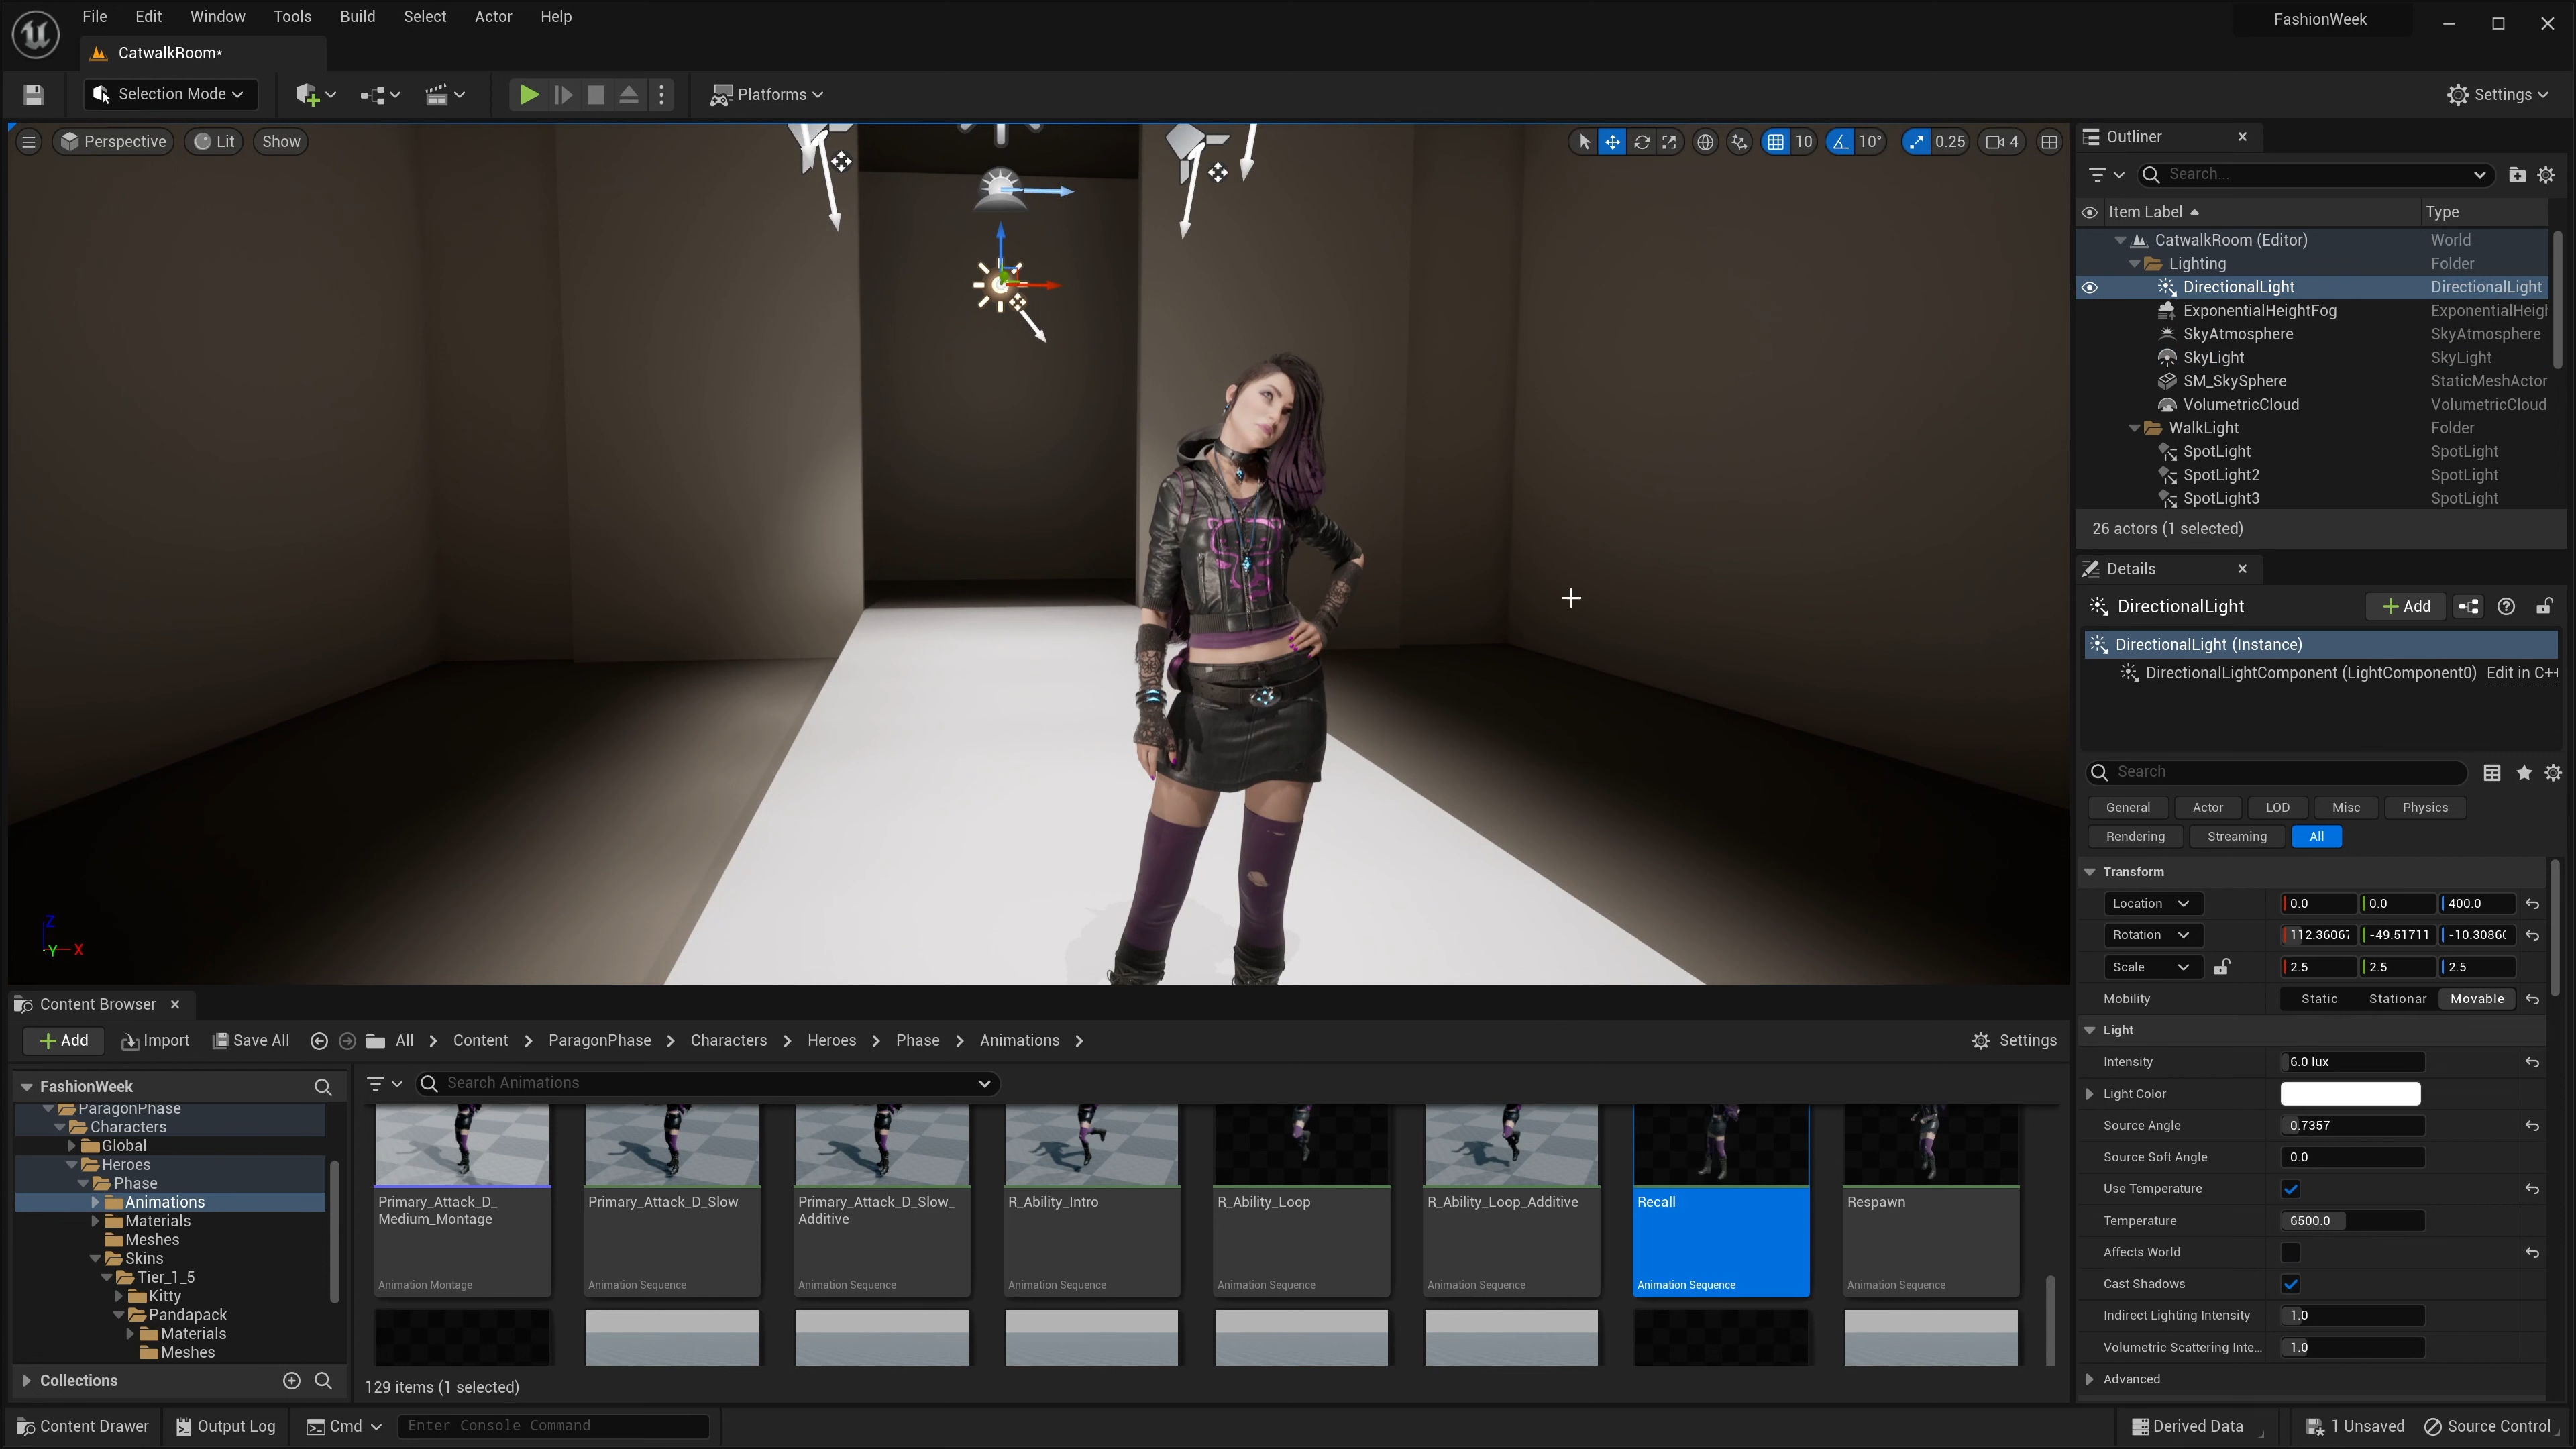 File Edit Window Tools Build Select Actor Help
FashionWeek
CatwalkRoom*
Selection Mode
Platforms
Settings
Perspective
Lit
Show
10
10°
0.25
4
Outliner
Search...
Item Label
Type
CatwalkRoom (Editor) World
Lighting Folder
DirectionalLight DirectionalLight
ExponentialHeightFog ExponentialHeigh
SkyAtmosphere SkyAtmosphere
SkyLight SkyLight
SM_SkySphere StaticMeshActor
VolumetricCloud VolumetricCloud
WalkLight Folder
SpotLight SpotLight
SpotLight2 SpotLight
SpotLight3 SpotLight
26 actors (1 selected)
Details
DirectionalLight
Add
DirectionalLight (Instance)
DirectionalLightComponent (LightComponent0) Edit in C++
Search
General Actor LOD Misc Physics
Rendering Streaming All
Transform
Location 0.0 0.0 400.0
Rotation 112.36067 -49.51711 -10.3086
Scale 2.5 2.5 2.5
Mobility Static Stationar Movable
Light
Intensity 6.0 lux
Light Color
Source Angle 0.7357
Source Soft Angle 0.0
Use Temperature
Temperature 6500.0
Affects World
Cast Shadows
Indirect Lighting Intensity 1.0
Volumetric Scattering Inte... 1.0
Advanced
Z
Y X
Content Browser
Add Import Save All All Content ParagonPhase Characters Heroes Phase Animations
Settings
FashionWeek
ParagonPhase
Characters
Global
Heroes
Phase
Animations
Materials
Meshes
Skins
Tier_1_5
Kitty
Pandapack
Materials
Meshes
Collections
Search Animations
Primary_Attack_D_
Medium_Montage
Animation Montage
Primary_Attack_D_Slow
Animation Sequence
Primary_Attack_D_Slow_
Additive
Animation Sequence
R_Ability_Intro
Animation Sequence
R_Ability_Loop
Animation Sequence
R_Ability_Loop_Additive
Animation Sequence
Recall
Animation Sequence
Respawn
Animation Sequence
129 items (1 selected)
Content Drawer
Output Log
Cmd
Enter Console Command
Derived Data
1 Unsaved
Source Control